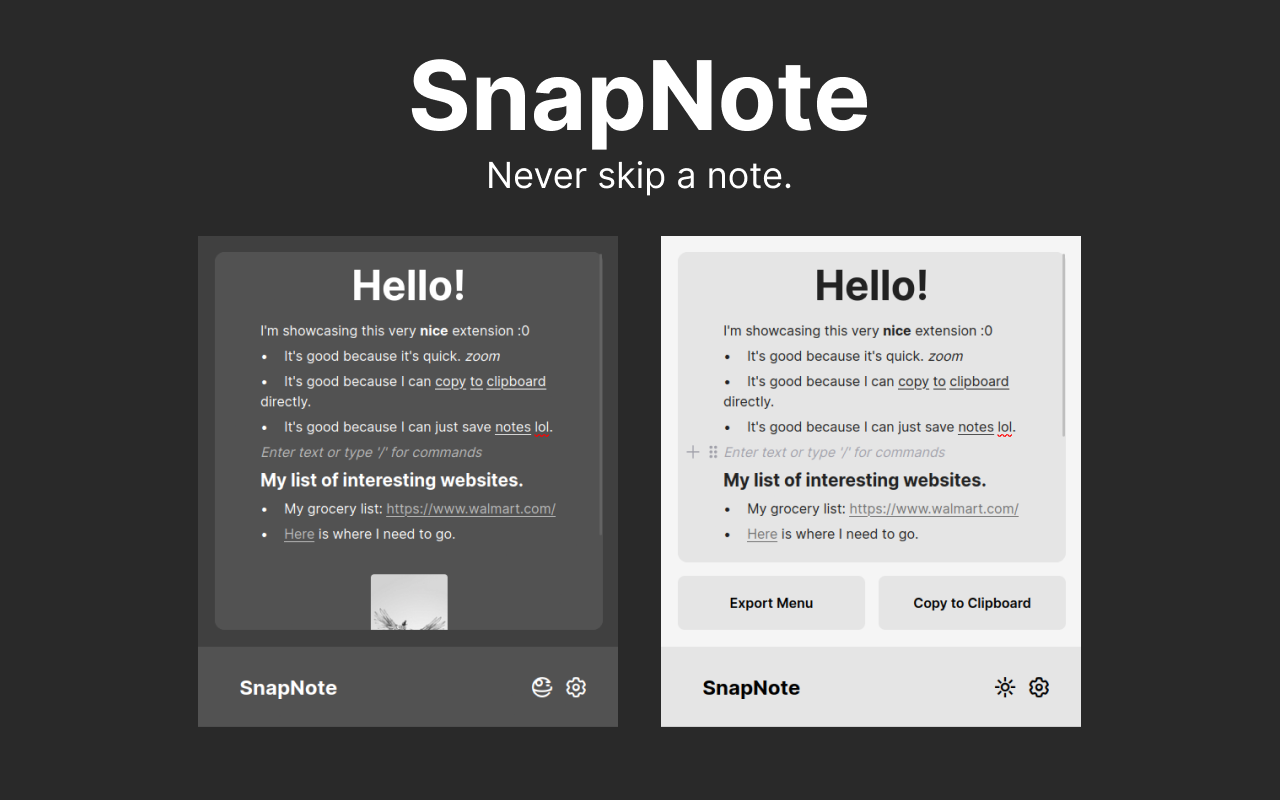 SnapNote
Never skip a note.
Hello!
I'm showcasing this very nice extension :0
• It's good because it's quick. zoom
• It's good because I can copy to clipboard
directly.
• It's good because I can just save notes lol.
Enter text or type '/' for commands
My list of interesting websites.
• My grocery list: https://www.walmart.com/
• Here is where I need to go.
SnapNote
Hello!
I'm showcasing this very nice extension :0
• It's good because it's quick. zoom
• It's good because I can copy to clipboard
directly.
• It's good because I can just save notes lol.
Enter text or type '/' for commands
My list of interesting websites.
• My grocery list: https://www.walmart.com/
• Here is where I need to go.
Export Menu
Copy to Clipboard
SnapNote